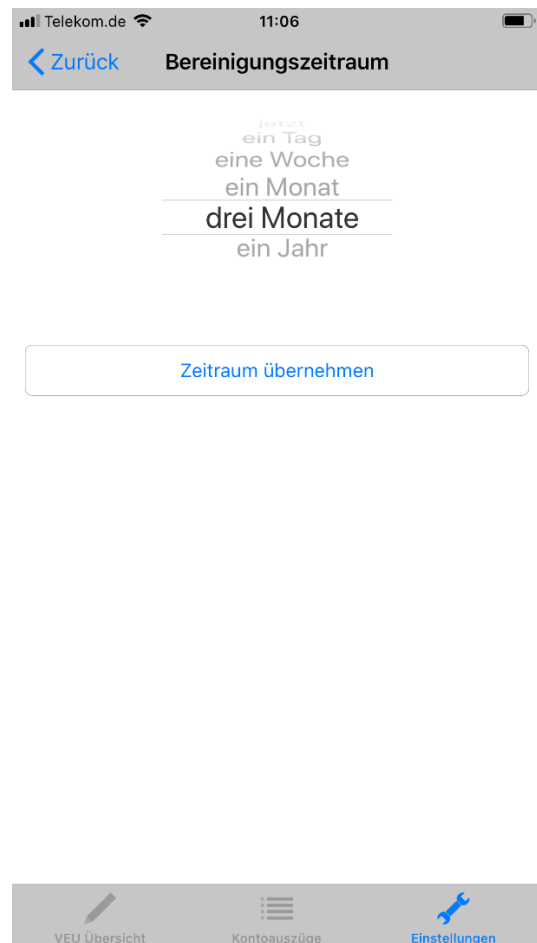 Telekom.de 11:06
Zurück Bereinigungszeitraum
jetzt
ein Tag
eine Woche
ein Monat
drei Monate
ein Jahr
Zeitraum übernehmen
VEU Übersicht Kontoauszüge Einstellungen